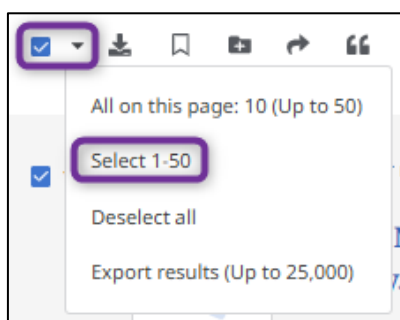 All on this page: 10 (Up to 50)
Select 1-50
Deselect all
Export results (Up to 25,000)